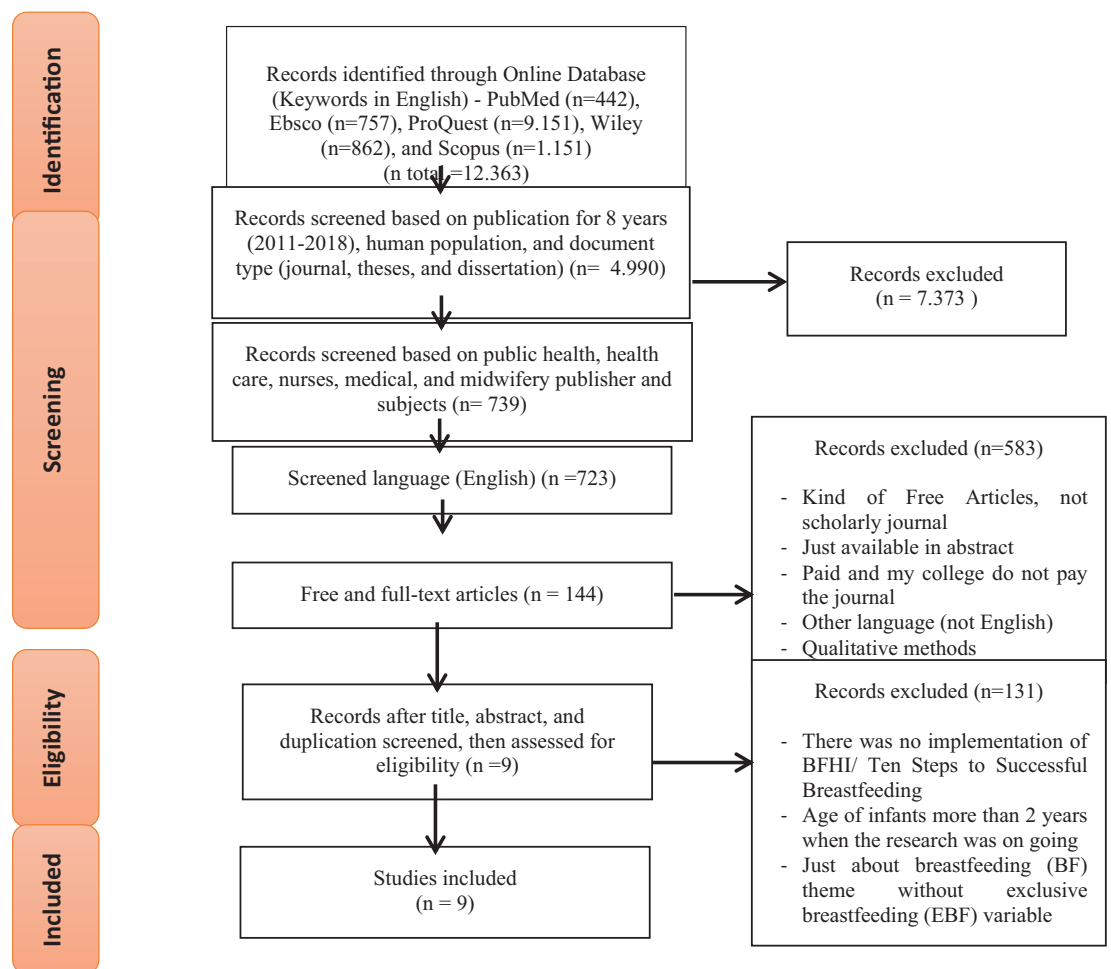 Identification
Records identified through Online Database
(Keywords in English) - PubMed (n=442),
Ebsco (n=757), ProQuest (n=9.151), Wiley
(n=862), and Scopus (n=1.151)
(n total =12.363)
Screening
Records screened based on publication for 8 years
(2011-2018), human population, and document
type (journal, theses, and dissertation) (n= 4.990)
Records excluded
(n = 7.373 )
Records screened based on public health, health
care, nurses, medical, and midwifery publisher and
subjects (n= 739)
Screened language (English) (n =723)
Free and full-text articles (n = 144)
Records excluded (n=583)
- Kind of Free Articles, not
scholarly journal
- Just available in abstract
- Paid and my college do not pay
the journal
- Other language (not English)
- Qualitative methods
Eligibility
Records after title, abstract, and
duplication screened, then assessed for
eligibility (n =9)
Records excluded (n=131)
- There was no implementation of
BFHI/ Ten Steps to Successful
Breastfeeding
- Age of infants more than 2 years
when the research was on going
- Just about breastfeeding (BF)
theme without exclusive
breastfeeding (EBF) variable
Included
Studies included
(n = 9)